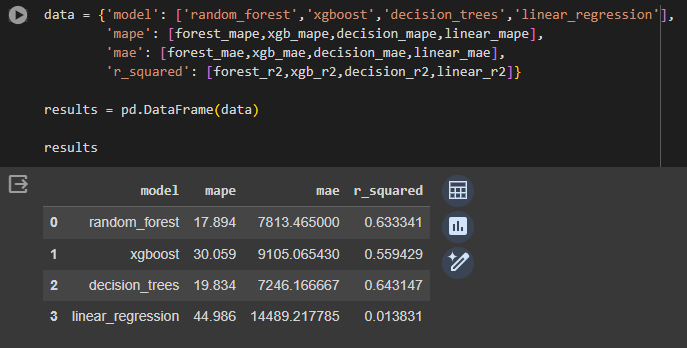 data = {'model': ['random_forest','xgboost','decision_trees','linear_regression'],
'mape': [forest_mape,xgb_mape,decision_mape,linear_mape],
'mae': [forest_mae,xgb_mae,decision_mae,linear_mae],
'r_squared': [forest_r2,xgb_r2,decision_r2,linear_r2]}
results = pd.DataFrame(data)
results
model mape mae r_squared
0 random_forest 17.894 7813.465000 0.633341
1 xgboost 30.059 9105.065430 0.559429
2 decision_trees 19.834 7246.166667 0.643147
3 linear_regression 44.986 14489.217785 0.013831